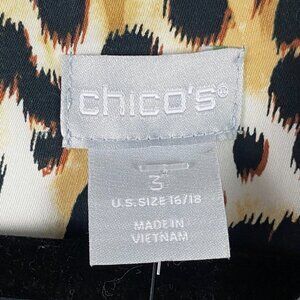 chico's®
3
U.S. SIZE 16/18
MADE IN
VIETNAM